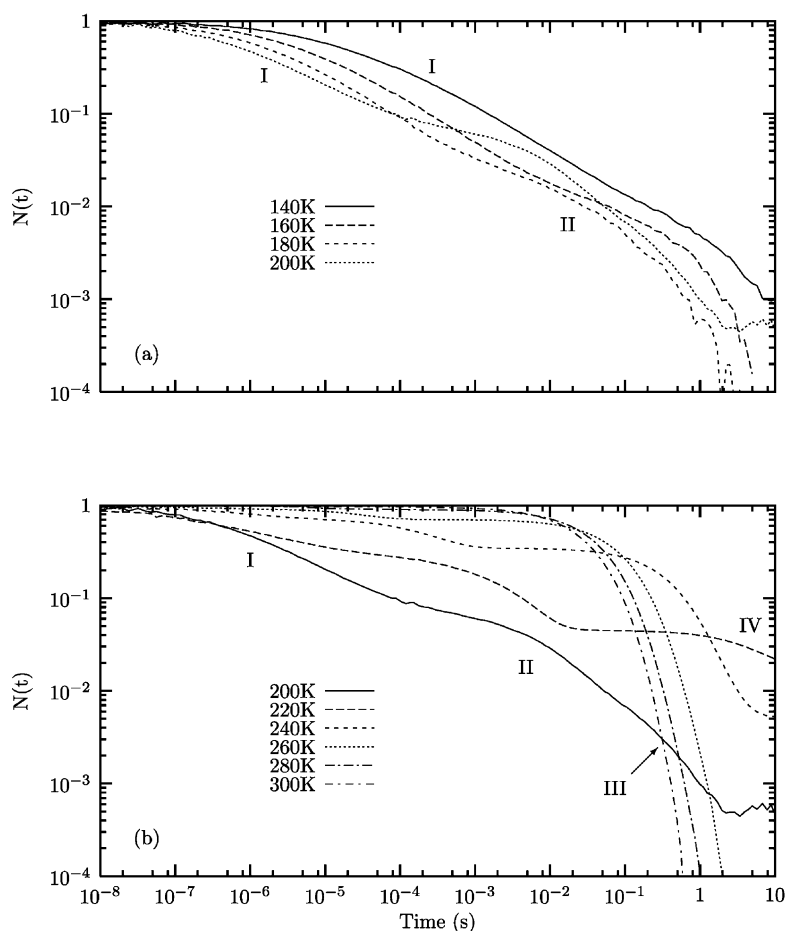 1
10⁻¹
10⁻²
10⁻³
10⁻⁴
N(t)
I
I
II
140K
160K
180K
200K
(a)
1
10⁻¹
10⁻²
10⁻³
10⁻⁴
N(t)
I
II
III
IV
200K
220K
240K
260K
280K
300K
(b)
10⁻⁸ 10⁻⁷ 10⁻⁶ 10⁻⁵ 10⁻⁴ 10⁻³ 10⁻² 10⁻¹ 1 10
Time (s)